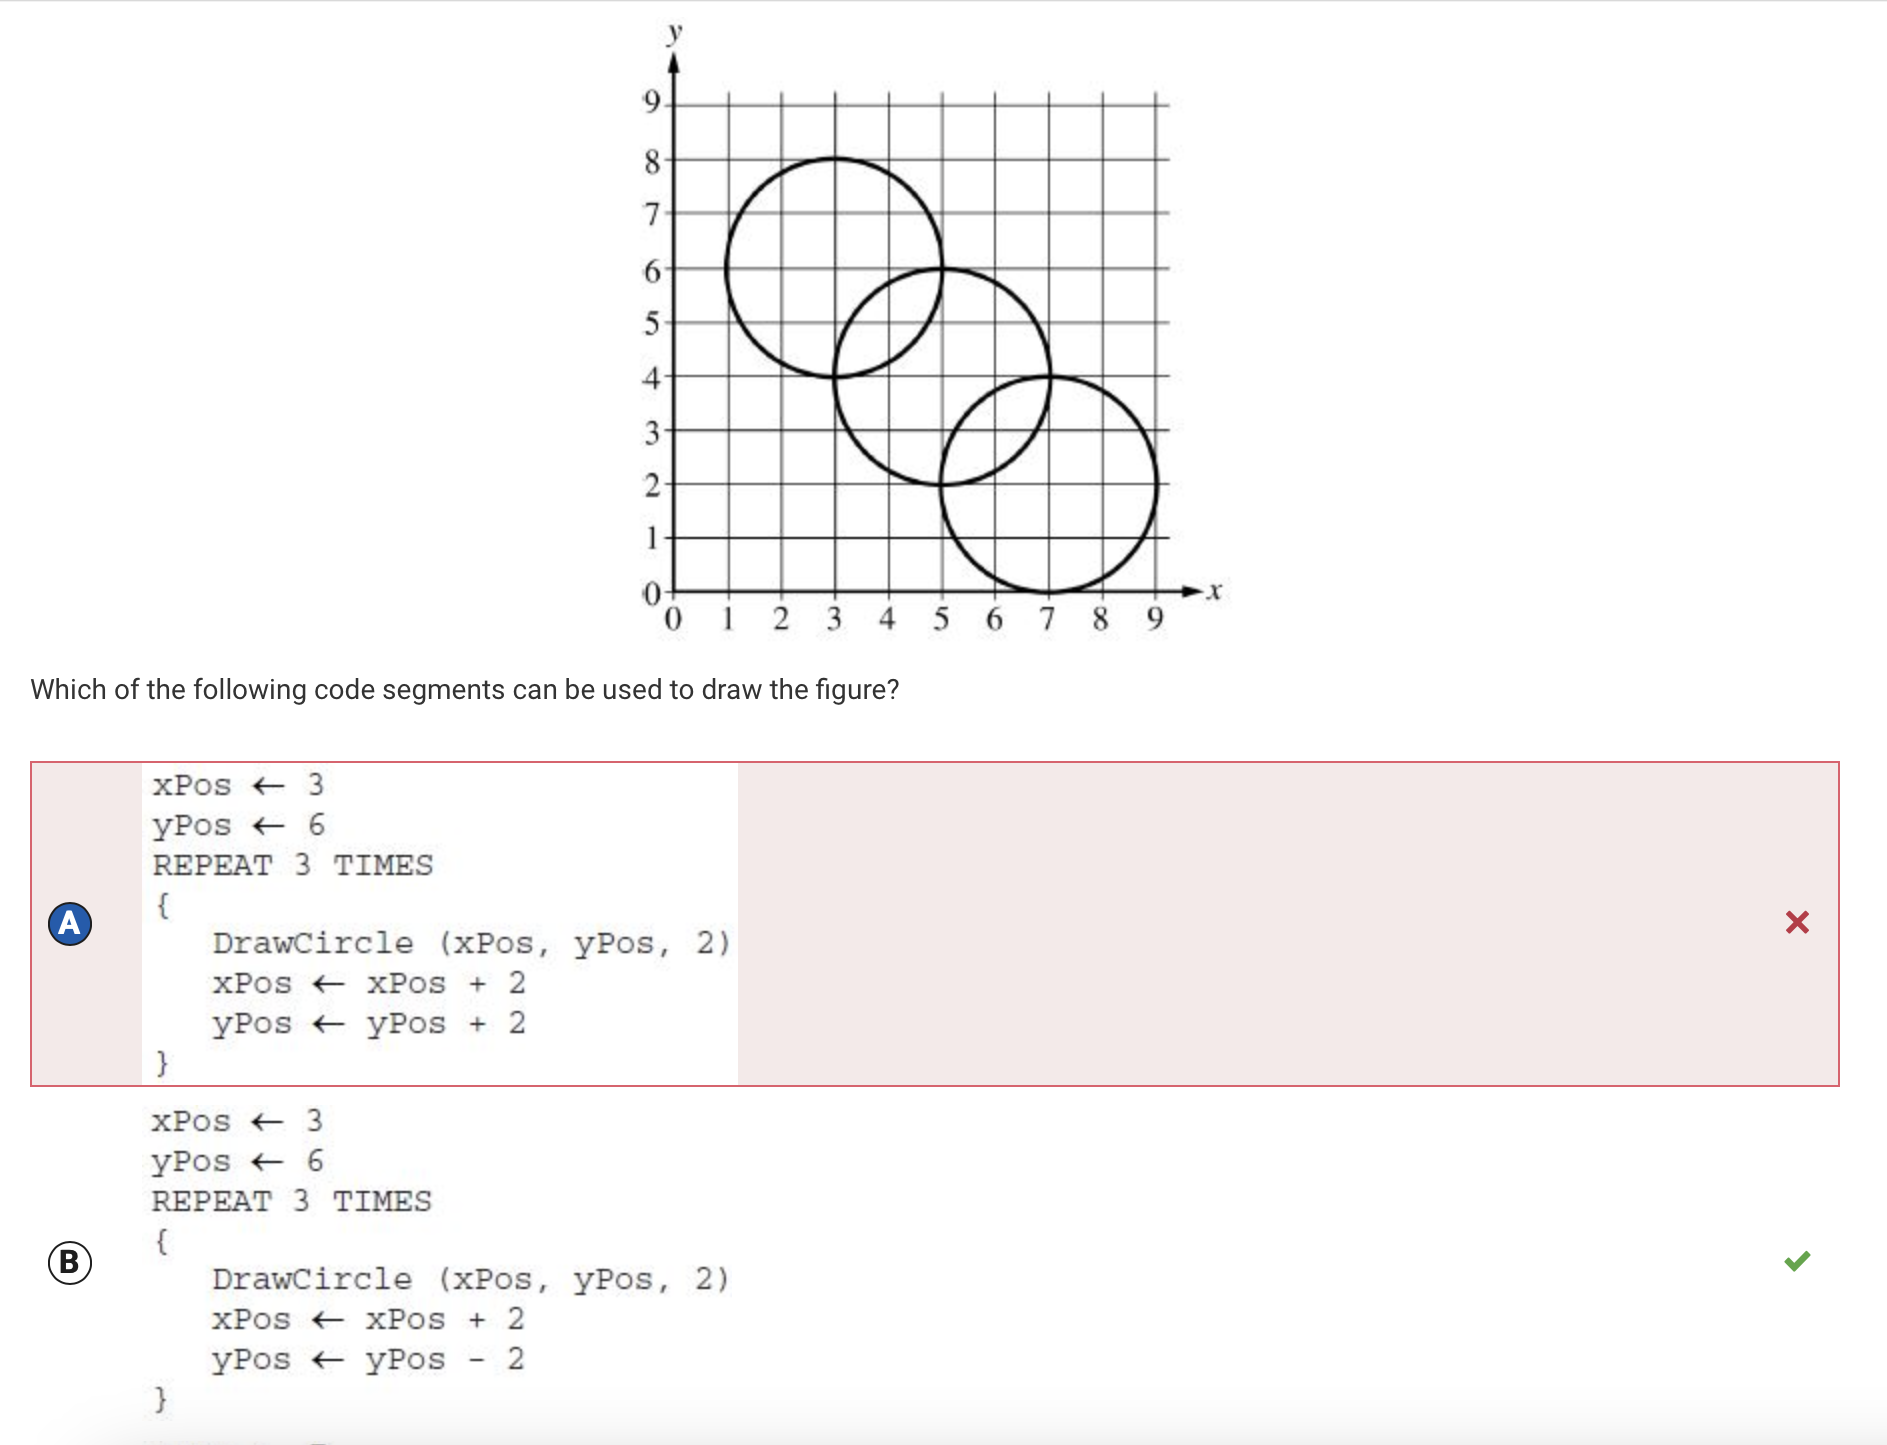 y
9
8
7
6
5
4
3
2
1
0
0 1 2 3 4 5 6 7 8 9
x
Which of the following code segments can be used to draw the figure?
A
xPos ← 3
yPos ← 6
REPEAT 3 TIMES
{
DrawCircle (xPos, yPos, 2)
xPos ← xPos + 2
yPos ← yPos + 2
}
B
xPos ← 3
yPos ← 6
REPEAT 3 TIMES
{
DrawCircle (xPos, yPos, 2)
xPos ← xPos + 2
yPos ← yPos - 2
}